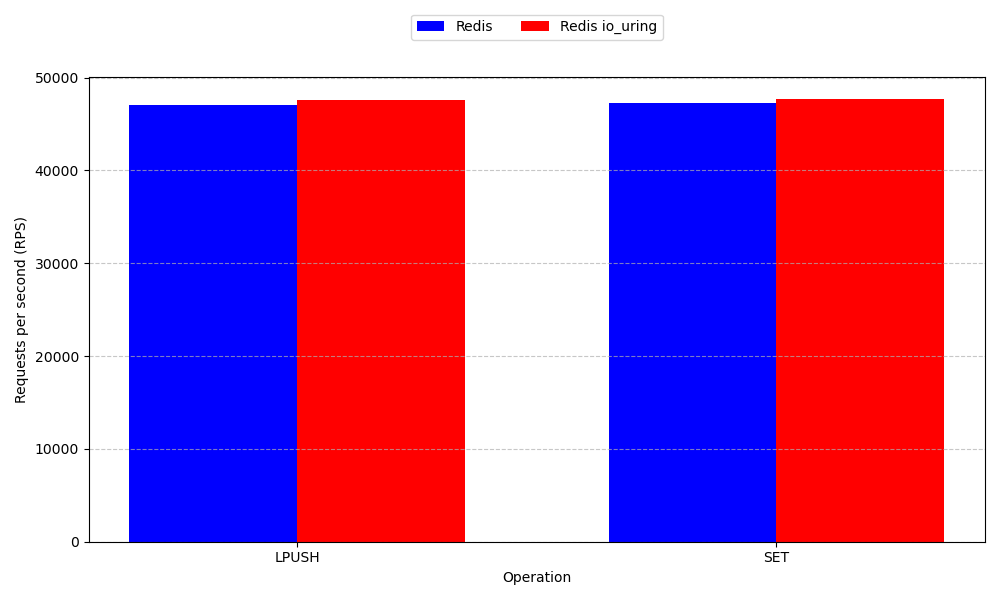 Redis
Redis io_uring
50000
40000
30000
20000
10000
0
Requests per second (RPS)
LPUSH
SET
Operation